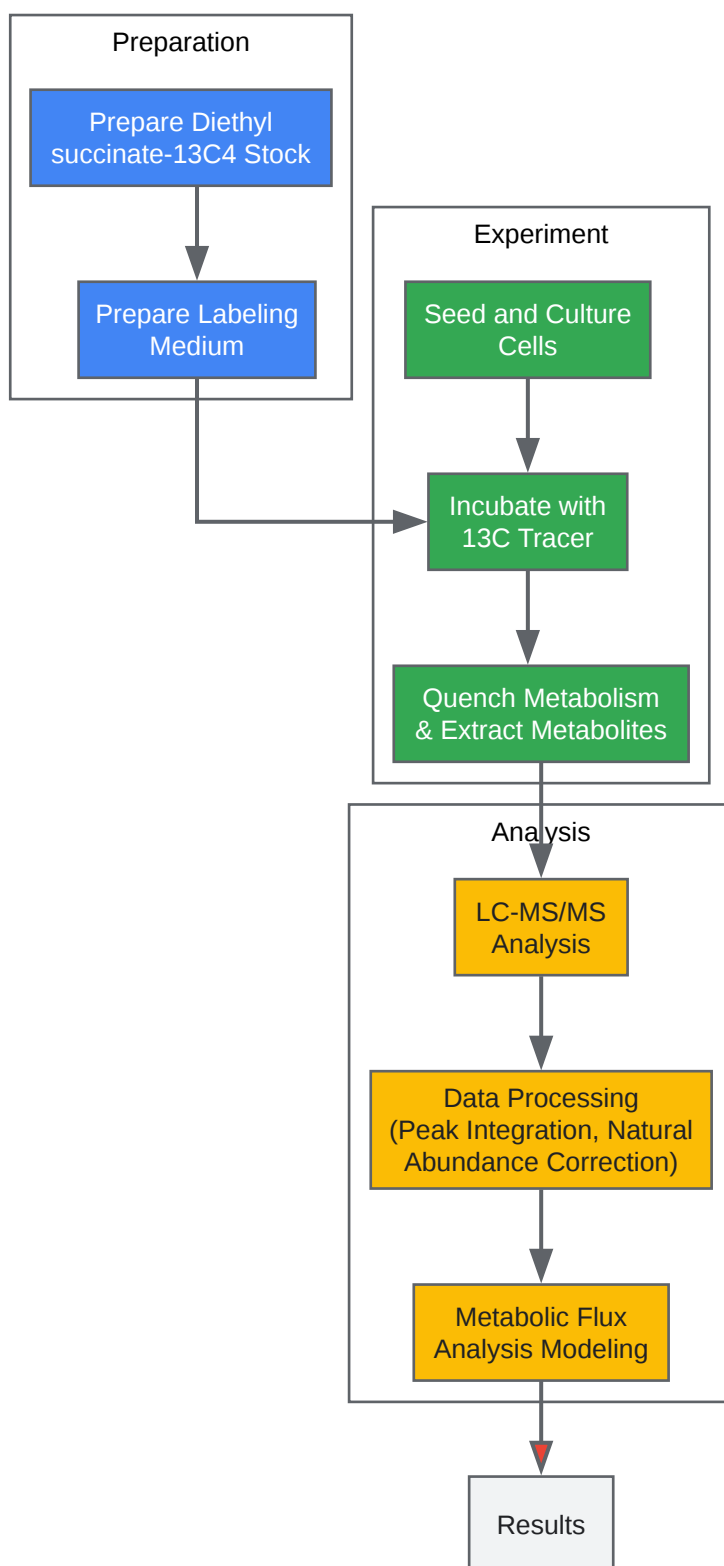 Preparation
Prepare Diethyl
succinate-13C4 Stock
Prepare Labeling
Medium
Experiment
Seed and Culture
Cells
Incubate with
13C Tracer
Quench Metabolism
& Extract Metabolites
Analysis
LC-MS/MS
Analysis
Data Processing
(Peak Integration, Natural
Abundance Correction)
Metabolic Flux
Analysis Modeling
Results